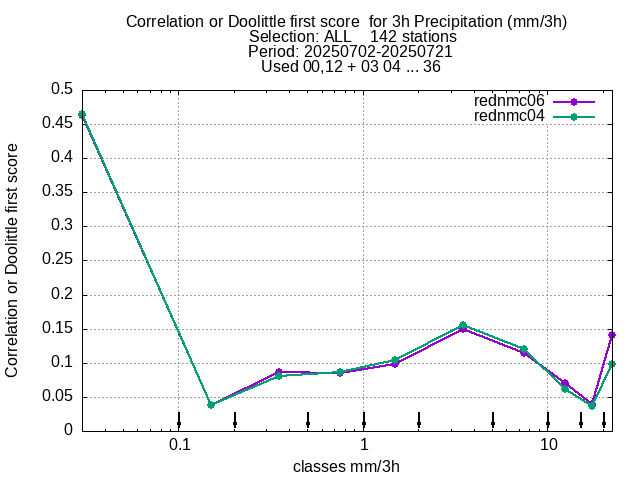 Correlation or Doolittle first score  for 3h Precipitation (mm/3h)
Selection: ALL    142 stations
Period: 20250702-20250721
Used 00,12 + 03 04 ... 36
rednmc06
rednmc04
Correlation or Doolittle first score
0.5
0.45
0.4
0.35
0.3
0.25
0.2
0.15
0.1
0.05
0
0.1
1
10
classes mm/3h